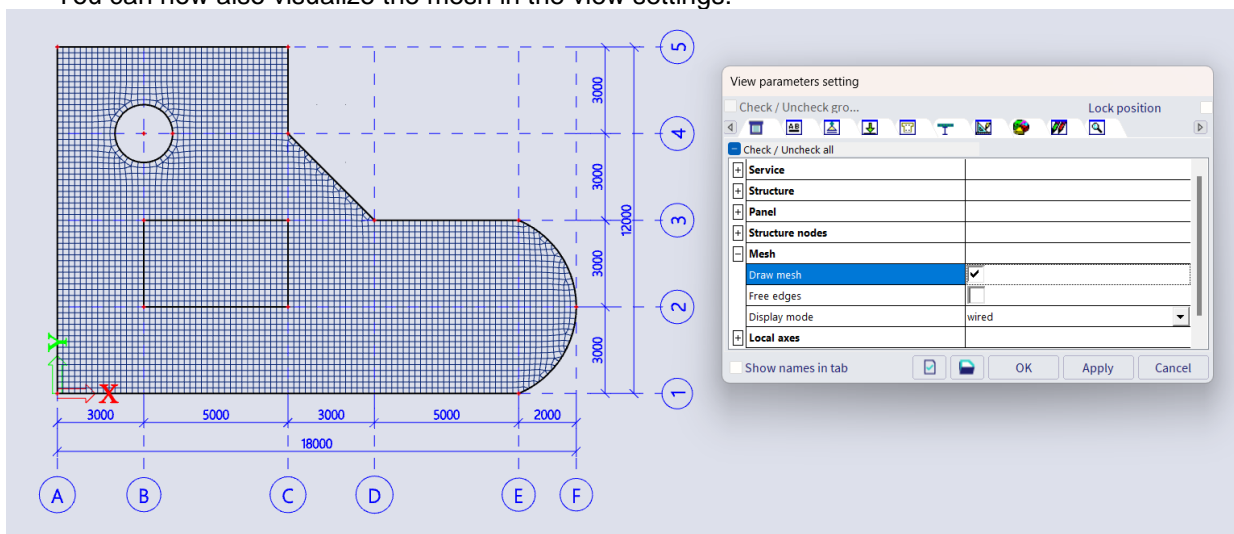 You can now also visualize the mesh in the view settings.
5
3000
4
3000
12000
3
3000
2
3000
1
Y
X
3000 5000 3000 5000 2000
18000
A B C D E F
View parameters setting
Check / Uncheck gro... Lock position
Check / Uncheck all
Service
Structure
Panel
Structure nodes
Mesh
Draw mesh
Free edges
Display mode wired
Local axes
Show names in tab OK Apply Cancel